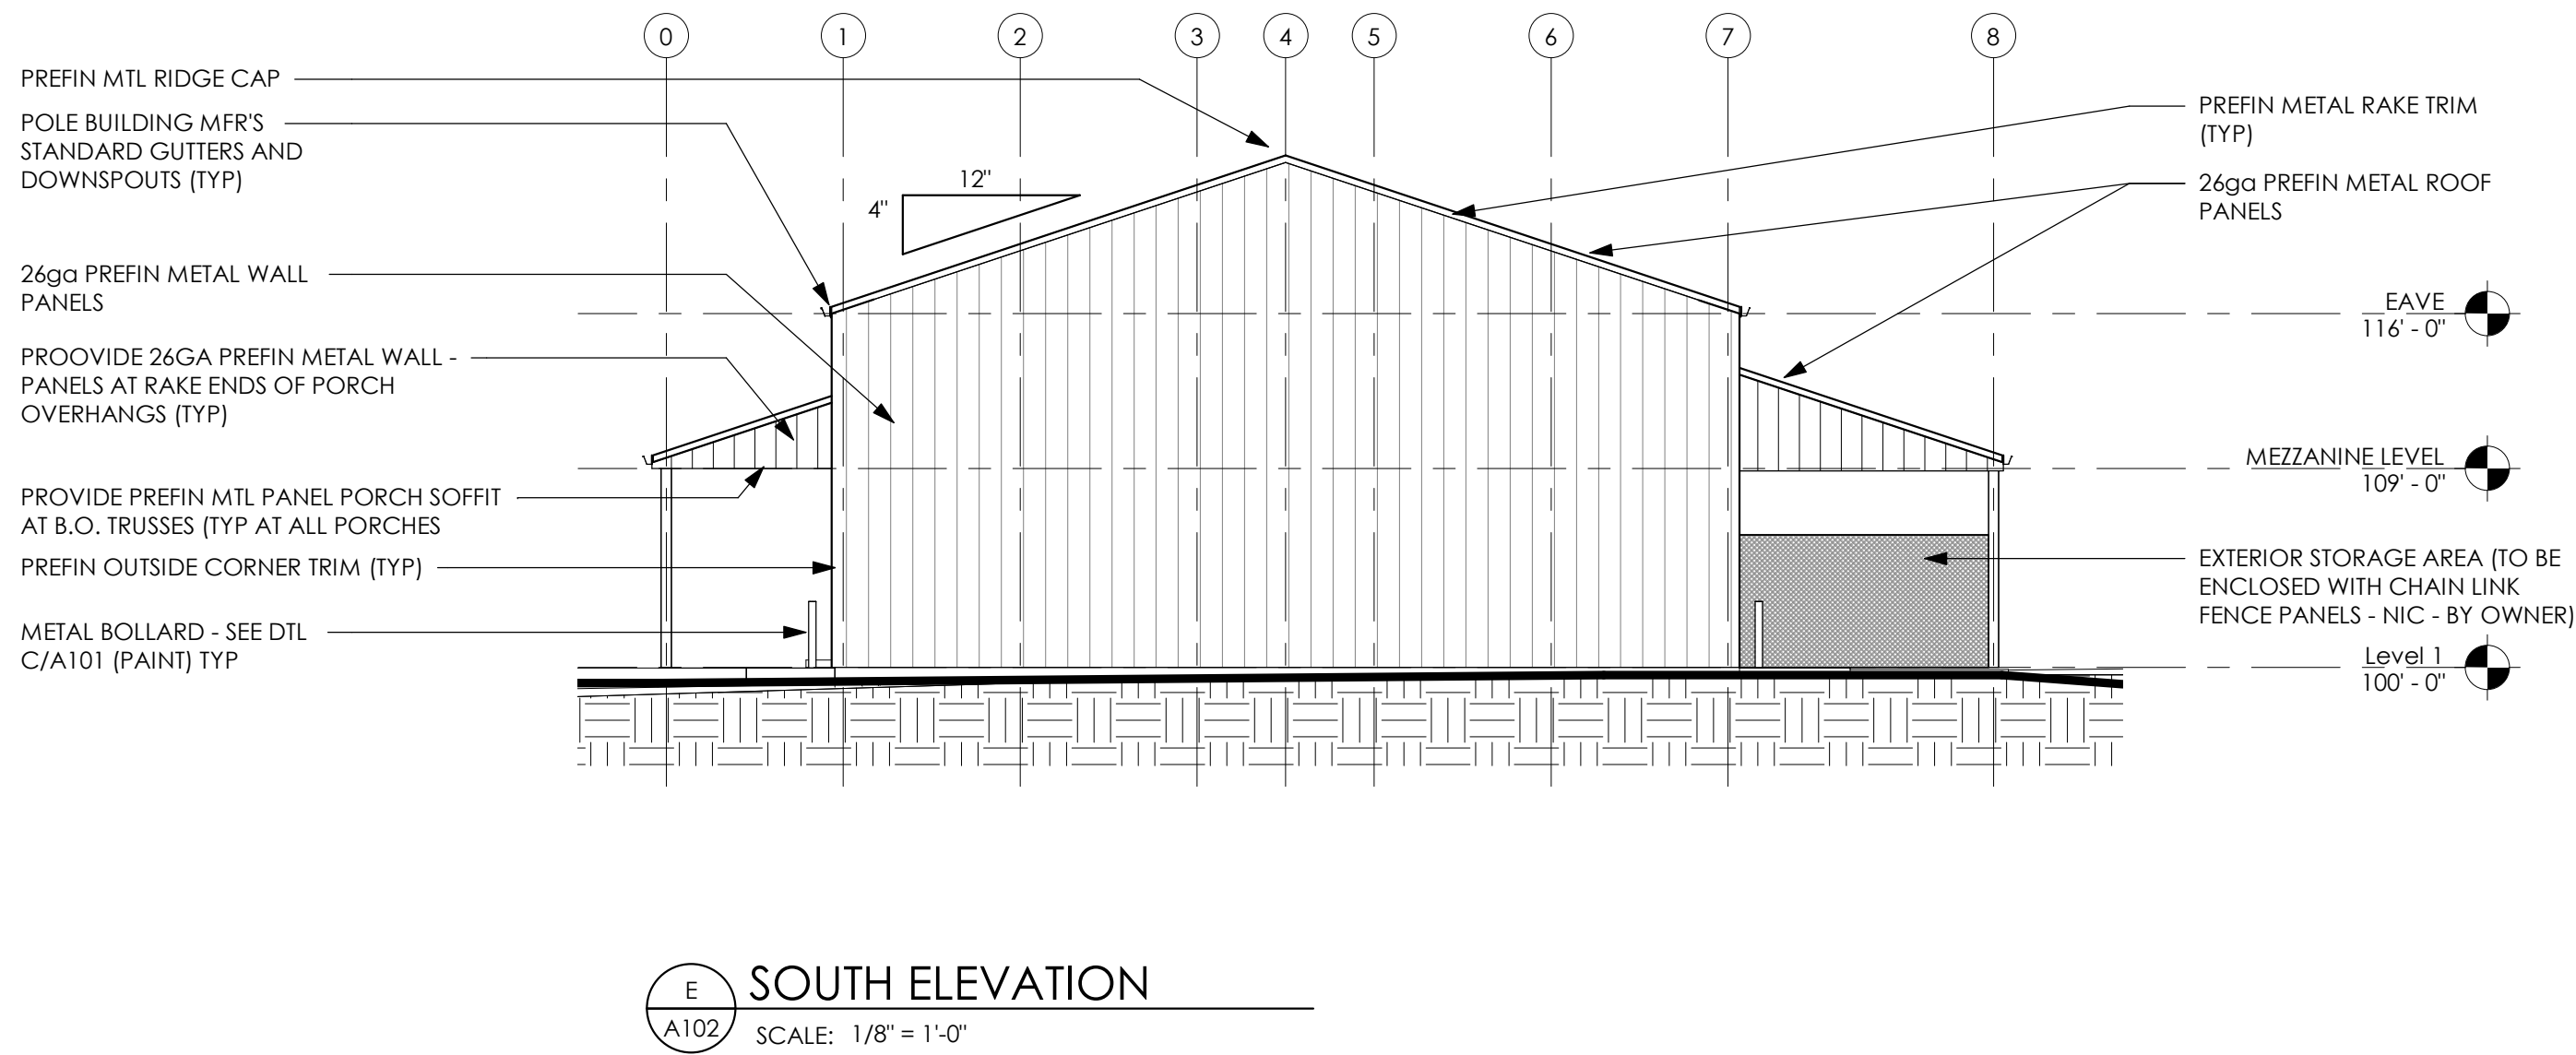 0 1 2 3 4 5 6 7 8
PREFIN MTL RIDGE CAP
POLE BUILDING MFR'S
STANDARD GUTTERS AND
DOWNSPOUTS (TYP)
12"
4"
26ga PREFIN METAL WALL
PANELS
PROOVIDE 26GA PREFIN METAL WALL -
PANELS AT RAKE ENDS OF PORCH
OVERHANGS (TYP)
PROVIDE PREFIN MTL PANEL PORCH SOFFIT
AT B.O. TRUSSES (TYP AT ALL PORCHES
PREFIN OUTSIDE CORNER TRIM (TYP)
METAL BOLLARD - SEE DTL
C/A101 (PAINT) TYP
PREFIN METAL RAKE TRIM
(TYP)
26ga PREFIN METAL ROOF
PANELS
EAVE
116' - 0"
MEZZANINE LEVEL
109' - 0"
EXTERIOR STORAGE AREA (TO BE
ENCLOSED WITH CHAIN LINK
FENCE PANELS - NIC - BY OWNER)
Level 1
100' - 0"
E
A102
SOUTH ELEVATION
SCALE: 1/8" = 1'-0"